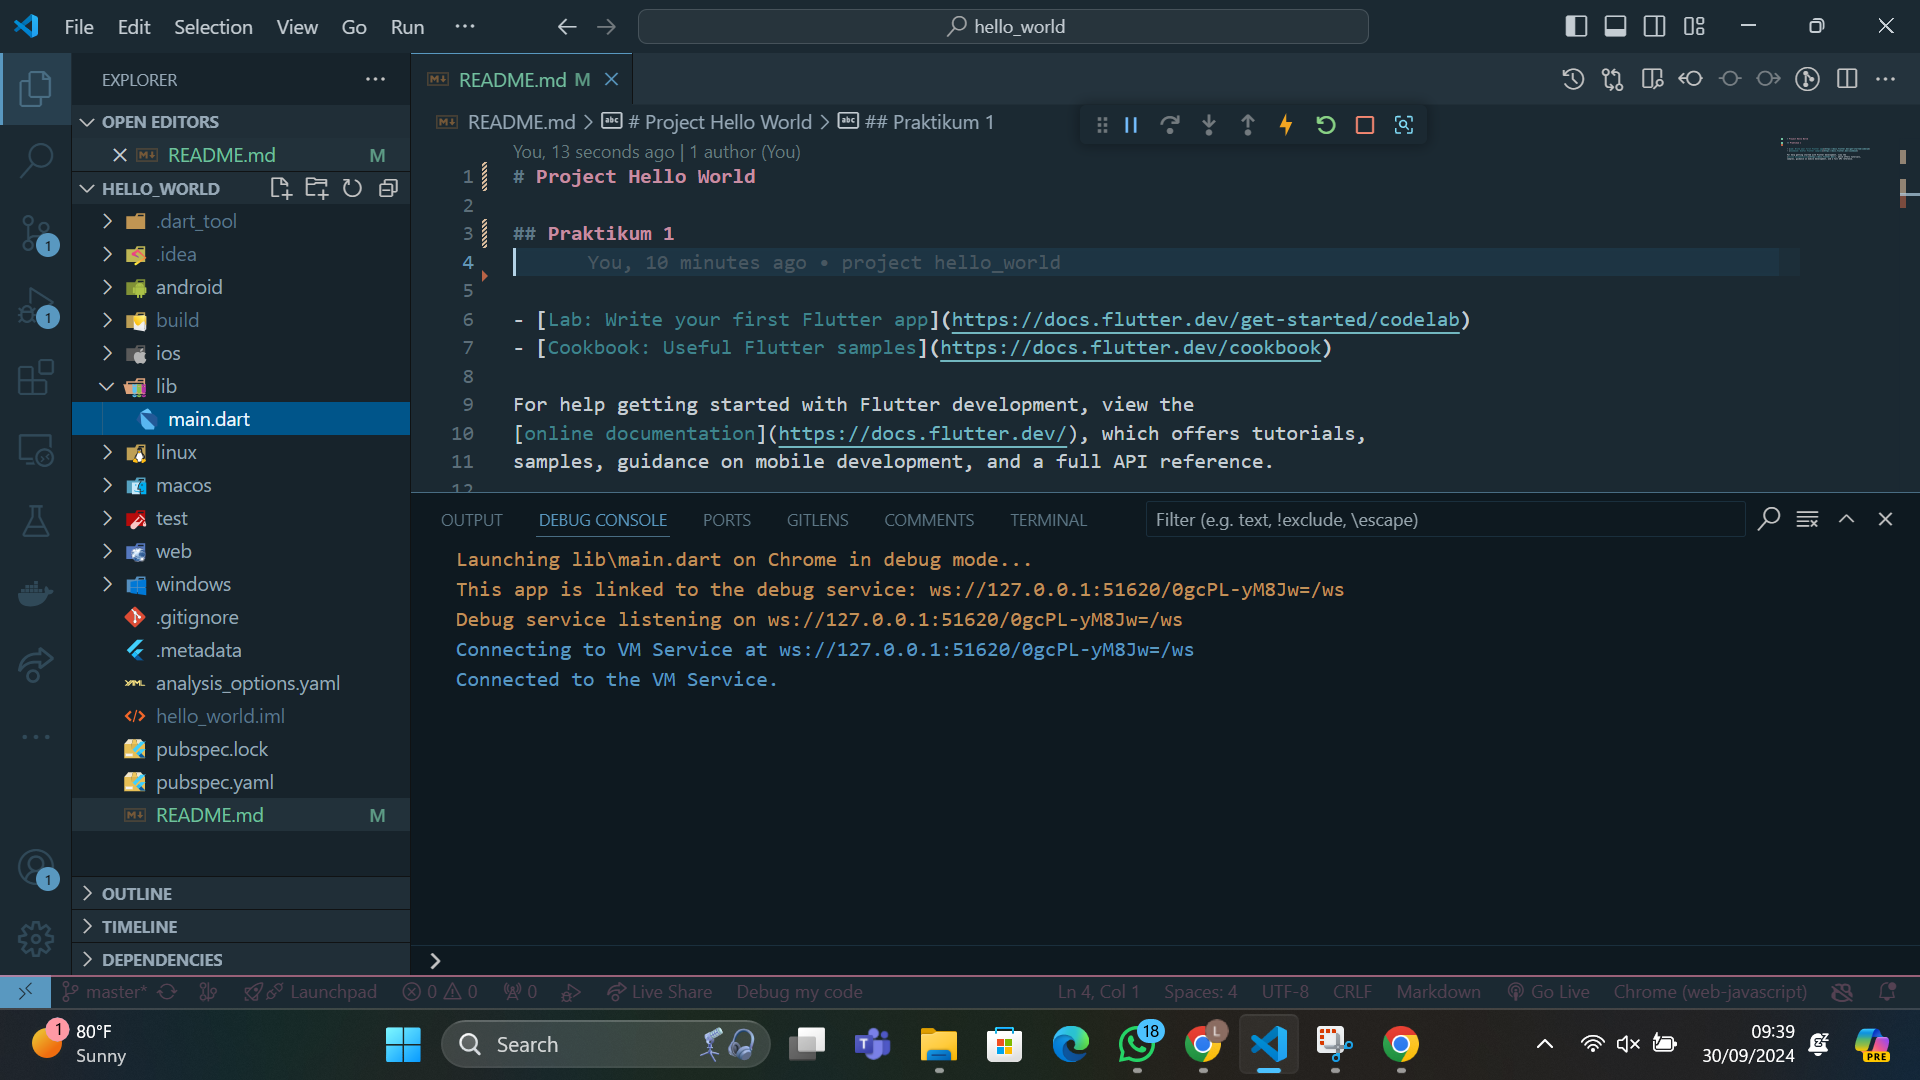 File Edit Selection View Go Run ··· hello_world
EXPLORER
OPEN EDITORS
README.md M
HELLO_WORLD
.dart_tool
.idea
android
build
ios
lib
main.dart
linux
macos
test
web
windows
.gitignore
.metadata
analysis_options.yaml
hello_world.iml
pubspec.lock
pubspec.yaml
README.md M
OUTLINE
TIMELINE
DEPENDENCIES
1
1
1
README.md M
README.md > # Project Hello World > ## Praktikum 1
You, 13 seconds ago | 1 author (You)
1 # Project Hello World
2
3 ## Praktikum 1
4 You, 10 minutes ago • project hello_world
5
6 - [Lab: Write your first Flutter app](https://docs.flutter.dev/get-started/codelab)
7 - [Cookbook: Useful Flutter samples](https://docs.flutter.dev/cookbook)
8
9 For help getting started with Flutter development, view the
10 [online documentation](https://docs.flutter.dev/), which offers tutorials,
11 samples, guidance on mobile development, and a full API reference.
12
OUTPUT DEBUG CONSOLE PORTS GITLENS COMMENTS TERMINAL Filter (e.g. text, !exclude, \escape)
Launching lib\main.dart on Chrome in debug mode...
This app is linked to the debug service: ws://127.0.0.1:51620/0gcPL-yM8Jw=/ws
Debug service listening on ws://127.0.0.1:51620/0gcPL-yM8Jw=/ws
Connecting to VM Service at ws://127.0.0.1:51620/0gcPL-yM8Jw=/ws
Connected to the VM Service.
master* Launchpad 0 0 0 Live Share Debug my code Ln 4, Col 1 Spaces: 4 UTF-8 CRLF Markdown Go Live Chrome (web-javascript)
1 80°F
Sunny
Search
18
L
09:39
30/09/2024
PRE